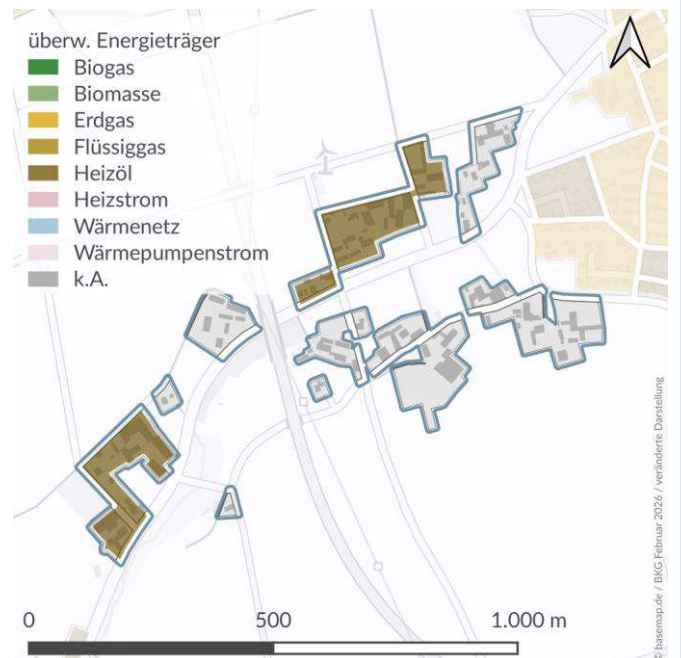 überw. Energieträger
Biogas
Biomasse
Erdgas
Flüssiggas
Heizöl
Heizstrom
Wärmenetz
Wärmepumpenstrom
k.A.
0 500 1.000 m
© basemap.de / BKG Februar 2026 / veränderte Darstellung